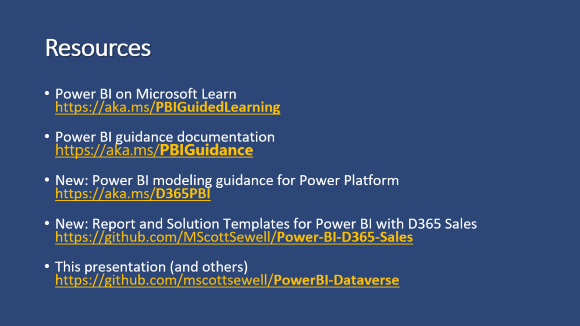 Resources
• Power BI on Microsoft Learn
https://aka.ms/PBIGuidedLearning
• Power BI guidance documentation
https://aka.ms/PBIGuidance
• New: Power BI modeling guidance for Power Platform
https://aka.ms/D365PBI
• New: Report and Solution Templates for Power BI with D365 Sales
https://github.com/MScottSewell/Power-BI-D365-Sales
• This presentation (and others)
https://github.com/mscottsewell/PowerBI-Dataverse